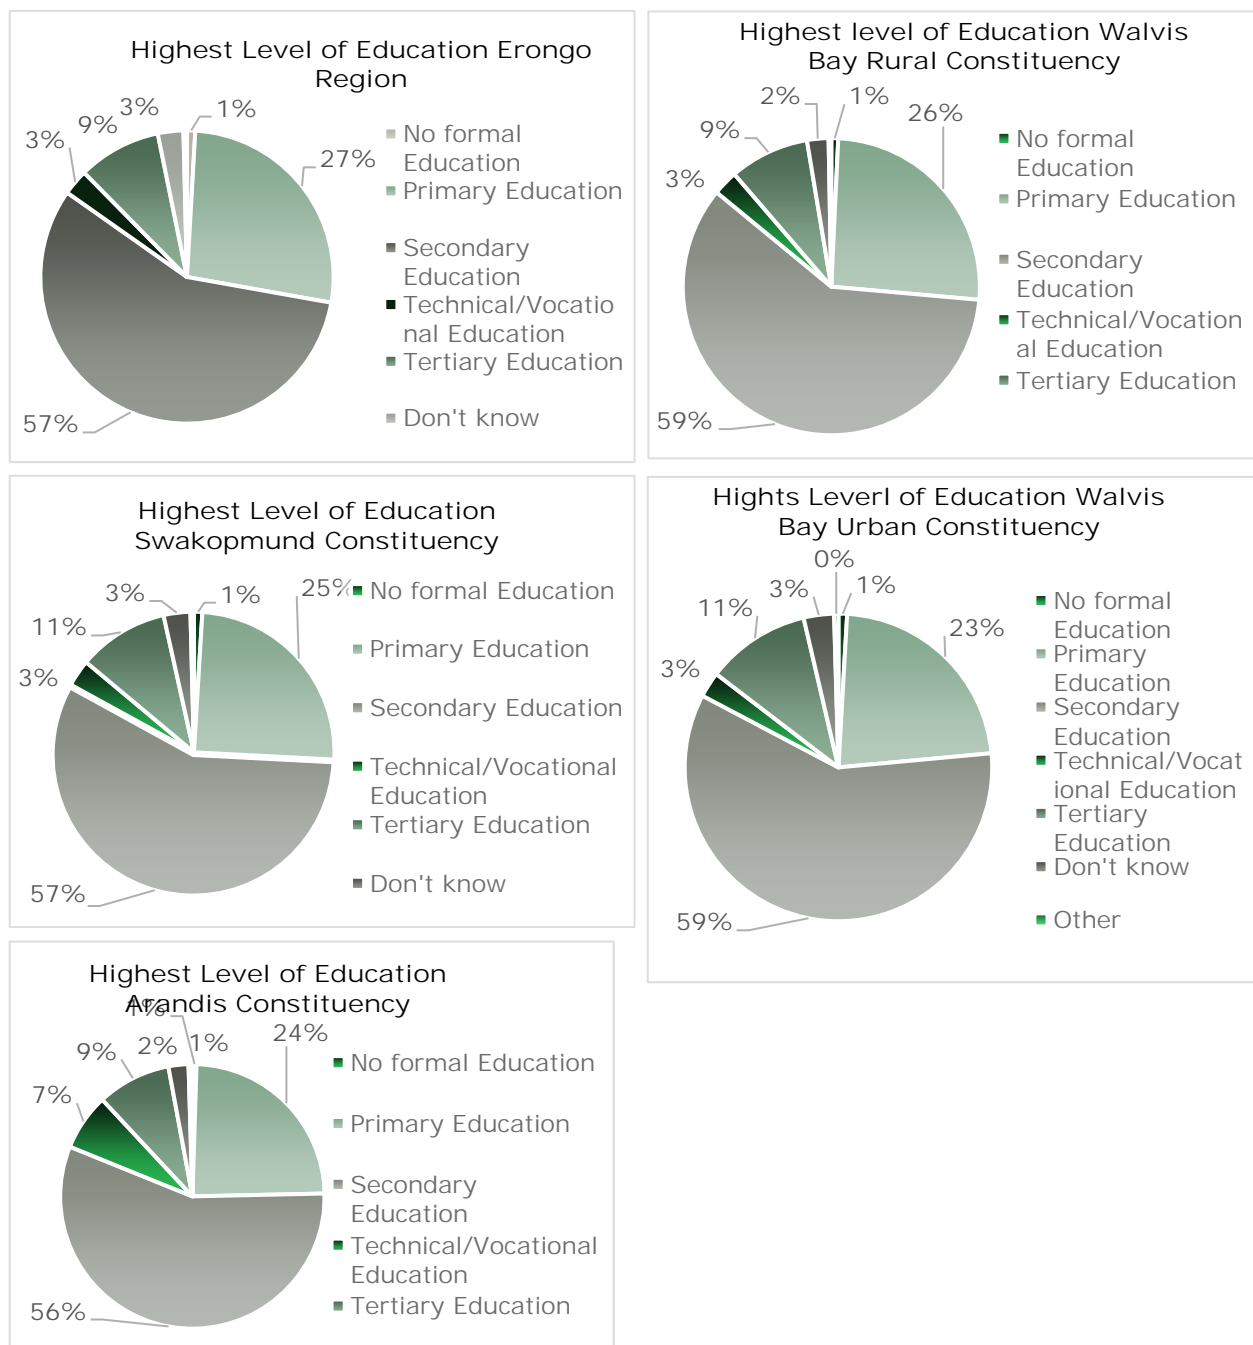 Highest Level of Education Erongo
Region
3%
1%
9%
3%
27%
57%
No formal
Education
Primary Education
Secondary
Education
Technical/Vocatio
nal Education
Tertiary Education
Don't know
Highest level of Education Walvis
Bay Rural Constituency
2%
1%
9%
26%
3%
59%
No formal
Education
Primary Education
Secondary
Education
Technical/Vocation
al Education
Tertiary Education
Highest Level of Education
Swakopmund Constituency
3%
1%
25%
11%
3%
57%
No formal Education
Primary Education
Secondary Education
Technical/Vocational
Education
Tertiary Education
Don't know
Hights Leverl of Education Walvis
Bay Urban Constituency
0%
3%
1%
11%
23%
3%
59%
No formal
Education
Primary
Education
Secondary
Education
Technical/Vocat
ional Education
Tertiary
Education
Don't know
Other
Highest Level of Education
Arandis Constituency
1%
9%
2%
1%
24%
7%
56%
No formal Education
Primary Education
Secondary
Education
Technical/Vocational
Education
Tertiary Education